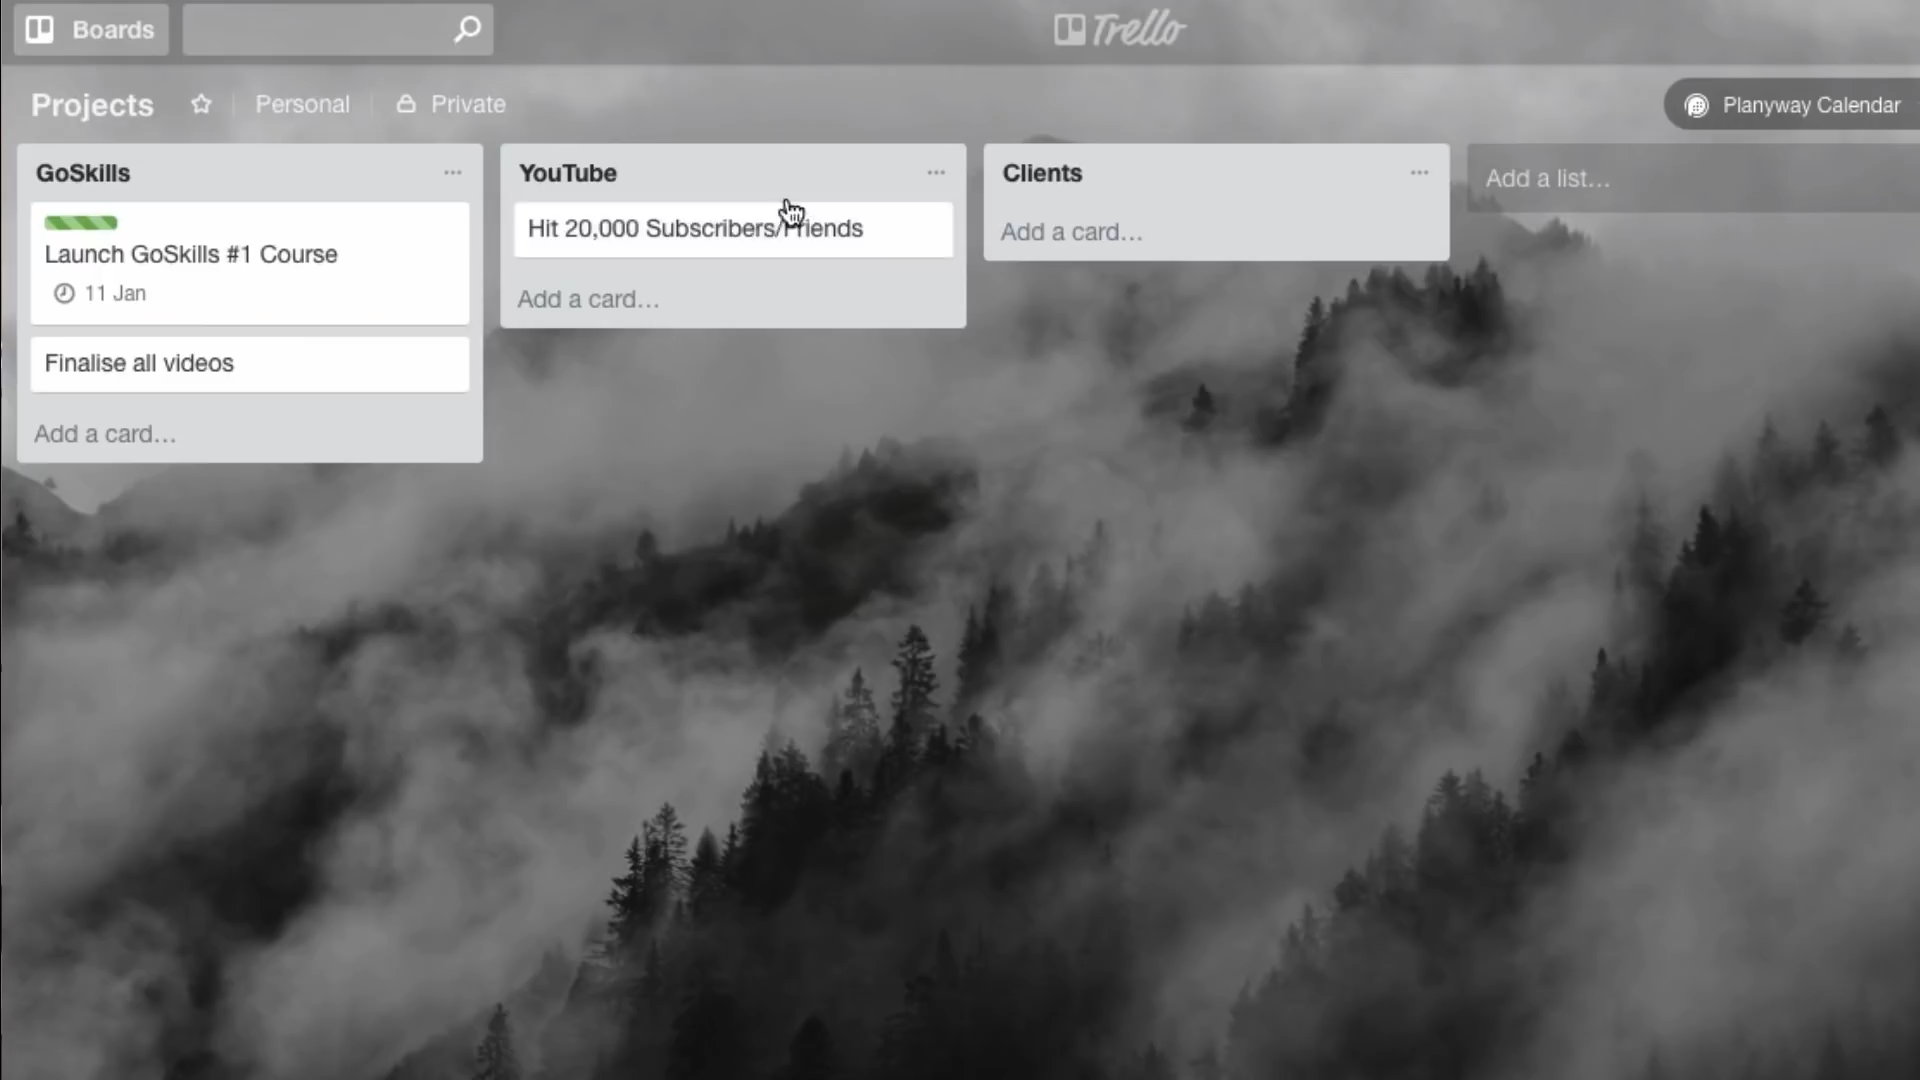 Boards
Trello
Projects
Personal
Private
Planyway Calendar
GoSkills
Launch GoSkills #1 Course
11 Jan
Finalise all videos
Add a card...
YouTube
Hit 20,000 Subscribers/Friends
Add a card...
Clients
Add a card...
Add a list...